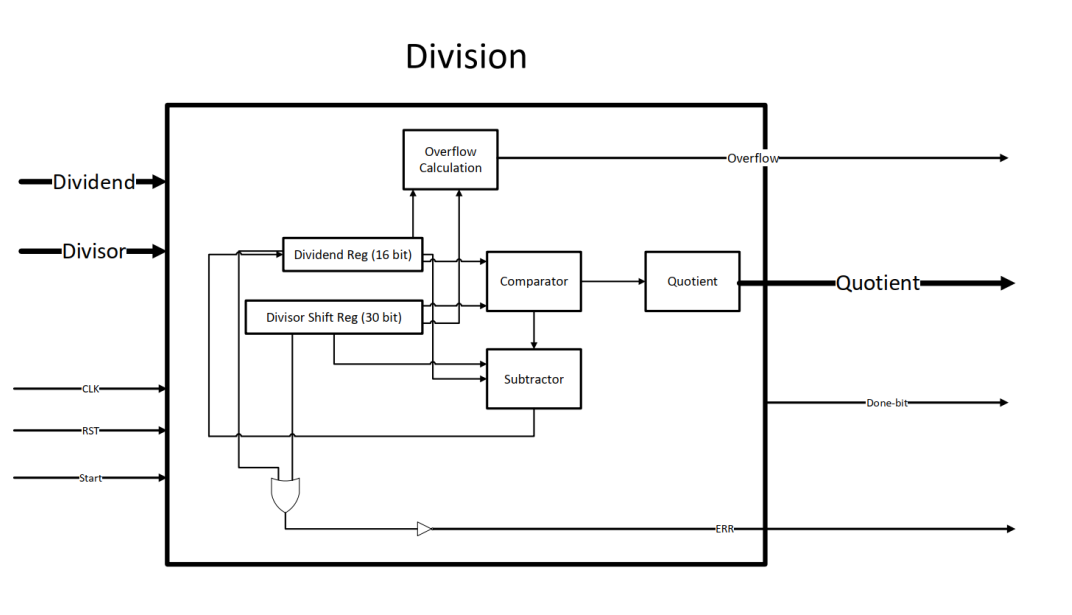 Division
Overflow
Calculation
Overflow
Dividend
Divisor
Dividend Reg (16 bit)
Comparator
Quotient
Quotient
Divisor Shift Reg (30 bit)
Subtractor
CLK
Done-bit
RST
Start
ERR